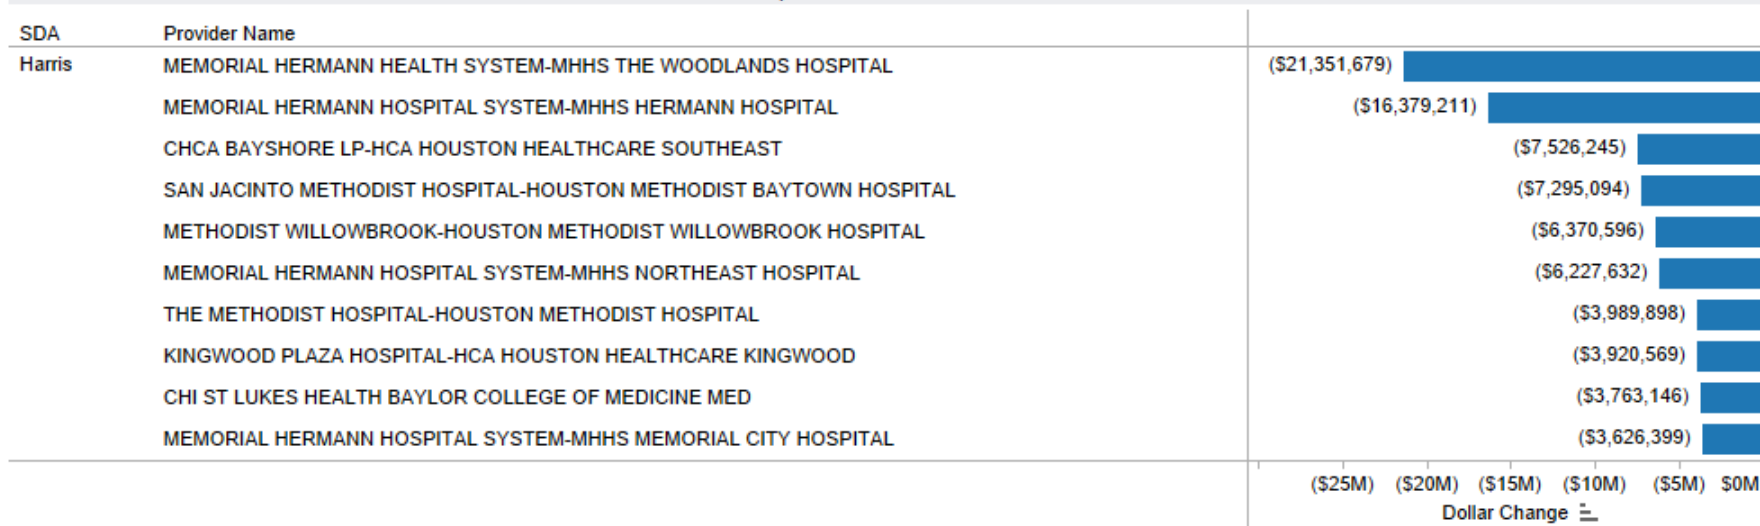 SDA Provider Name
Harris MEMORIAL HERMANN HEALTH SYSTEM-MHHS THE WOODLANDS HOSPITAL ($21,351,679)
MEMORIAL HERMANN HOSPITAL SYSTEM-MHHS HERMANN HOSPITAL ($16,379,211)
CHCA BAYSHORE LP-HCA HOUSTON HEALTHCARE SOUTHEAST ($7,526,245)
SAN JACINTO METHODIST HOSPITAL-HOUSTON METHODIST BAYTOWN HOSPITAL ($7,295,094)
METHODIST WILLOWBROOK-HOUSTON METHODIST WILLOWBROOK HOSPITAL ($6,370,596)
MEMORIAL HERMANN HOSPITAL SYSTEM-MHHS NORTHEAST HOSPITAL ($6,227,632)
THE METHODIST HOSPITAL-HOUSTON METHODIST HOSPITAL ($3,989,898)
KINGWOOD PLAZA HOSPITAL-HCA HOUSTON HEALTHCARE KINGWOOD ($3,920,569)
CHI ST LUKES HEALTH BAYLOR COLLEGE OF MEDICINE MED ($3,763,146)
MEMORIAL HERMANN HOSPITAL SYSTEM-MHHS MEMORIAL CITY HOSPITAL ($3,626,399)
($25M) ($20M) ($15M) ($10M) ($5M) $0M
Dollar Change